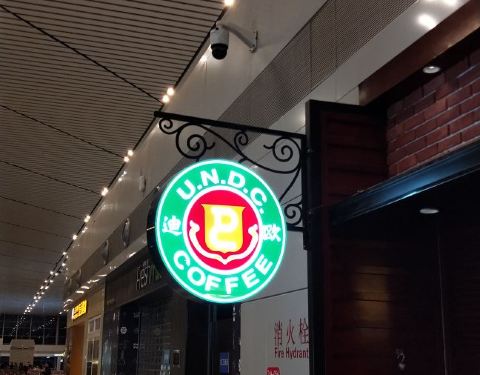 U.N.D.C.
迪 欧
COFFEE
消火栓
Fire Hydrant